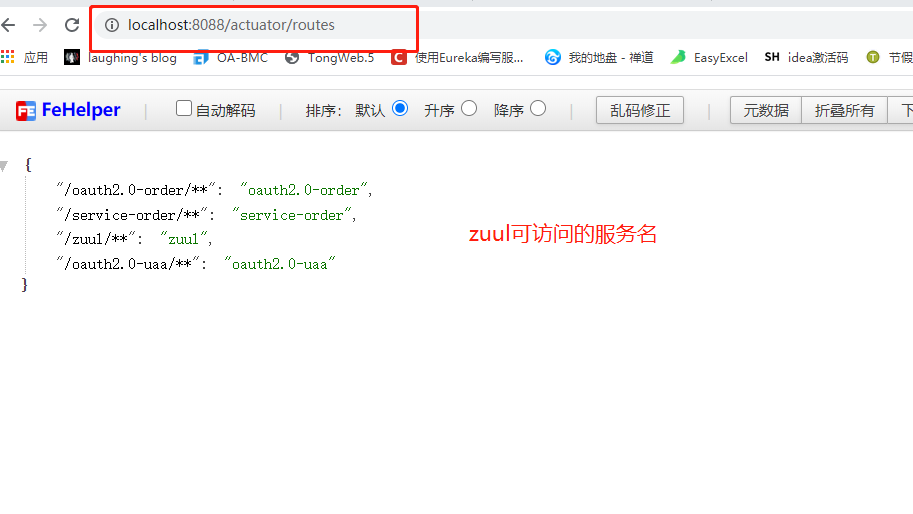 localhost:8088/actuator/routes
应用 laughing's blog OA-BMC TongWeb.5 使用Eureka编写服... 我的地盘 - 禅道 EasyExcel SH idea激活码 节假
FE FeHelper 自动解码 排序： 默认 升序 降序 乱码修正 元数据 折叠所有 下
{
"/oauth2.0-order/**": "oauth2.0-order",
"/service-order/**": "service-order",
"/zuul/**": "zuul",
zuul可访问的服务名
"/oauth2.0-uaa/**": "oauth2.0-uaa"
}